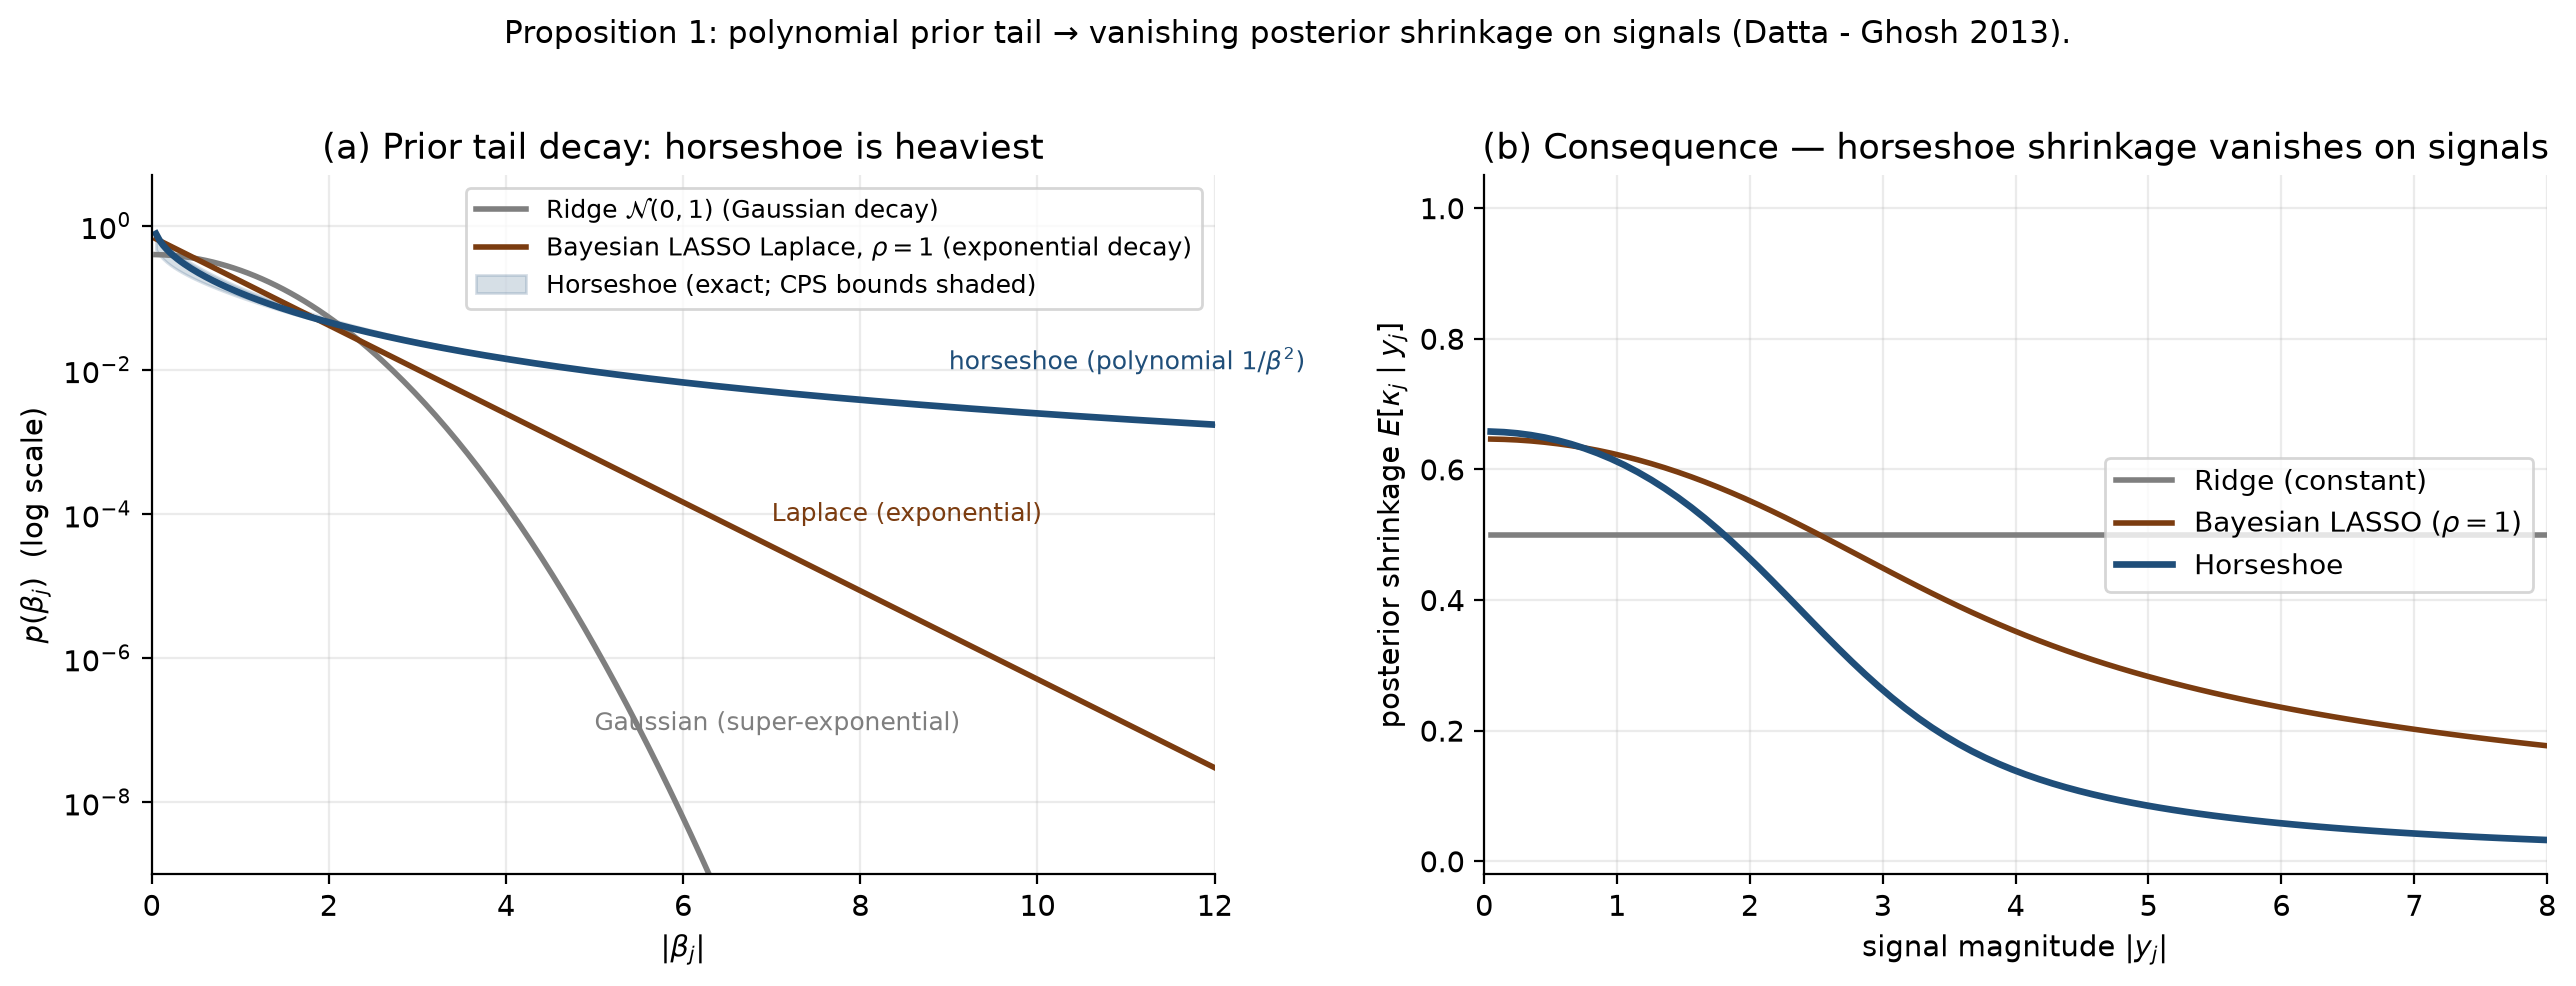 Proposition 1: polynomial prior tail → vanishing posterior shrinkage on signals (Datta - Ghosh 2013).
(a) Prior tail decay: horseshoe is heaviest
Ridge 𝒩(0, 1) (Gaussian decay)
Bayesian LASSO Laplace, ρ = 1 (exponential decay)
Horseshoe (exact; CPS bounds shaded)
horseshoe (polynomial 1/β²)
Laplace (exponential)
Gaussian (super-exponential)
p(βⱼ) (log scale)
10⁰
10⁻²
10⁻⁴
10⁻⁶
10⁻⁸
0 2 4 6 8 10 12
|βⱼ|
(b) Consequence — horseshoe shrinkage vanishes on signals
Ridge (constant)
Bayesian LASSO (ρ = 1)
Horseshoe
posterior shrinkage E[κⱼ | yⱼ]
1.0
0.8
0.6
0.4
0.2
0.0
0 1 2 3 4 5 6 7 8
signal magnitude |yⱼ|